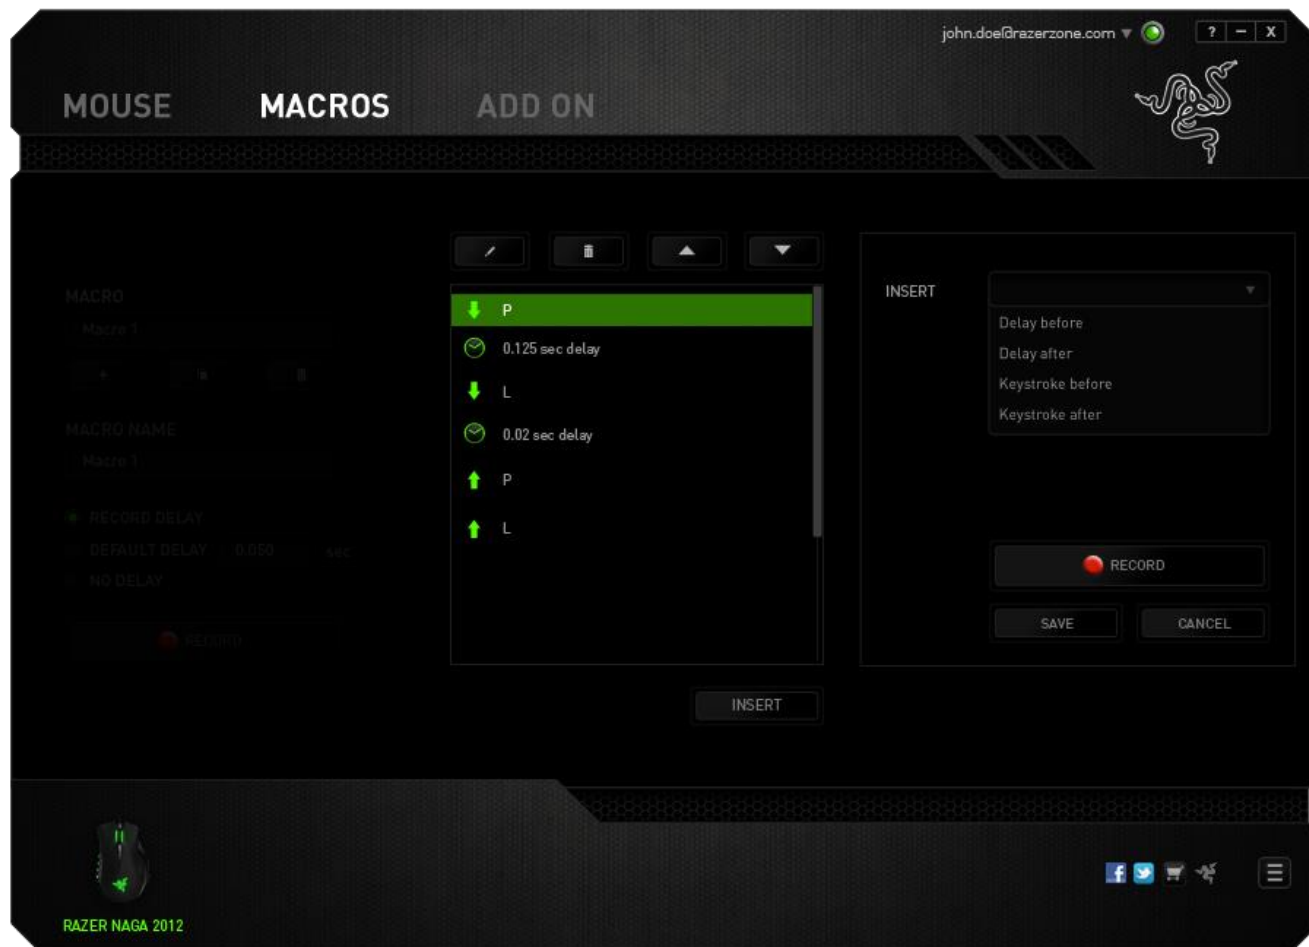 john.doe@razerzone.com
? – X
MOUSE MACROS ADD ON
MACRO
Macro 1
MACRO NAME
Macro 1
RECORD DELAY
DEFAULT DELAY 0.050 sec
NO DELAY
RECORD
P
0.125 sec delay
L
0.02 sec delay
P
L
INSERT
INSERT
Delay before
Delay after
Keystroke before
Keystroke after
RECORD
SAVE CANCEL
RAZER NAGA 2012